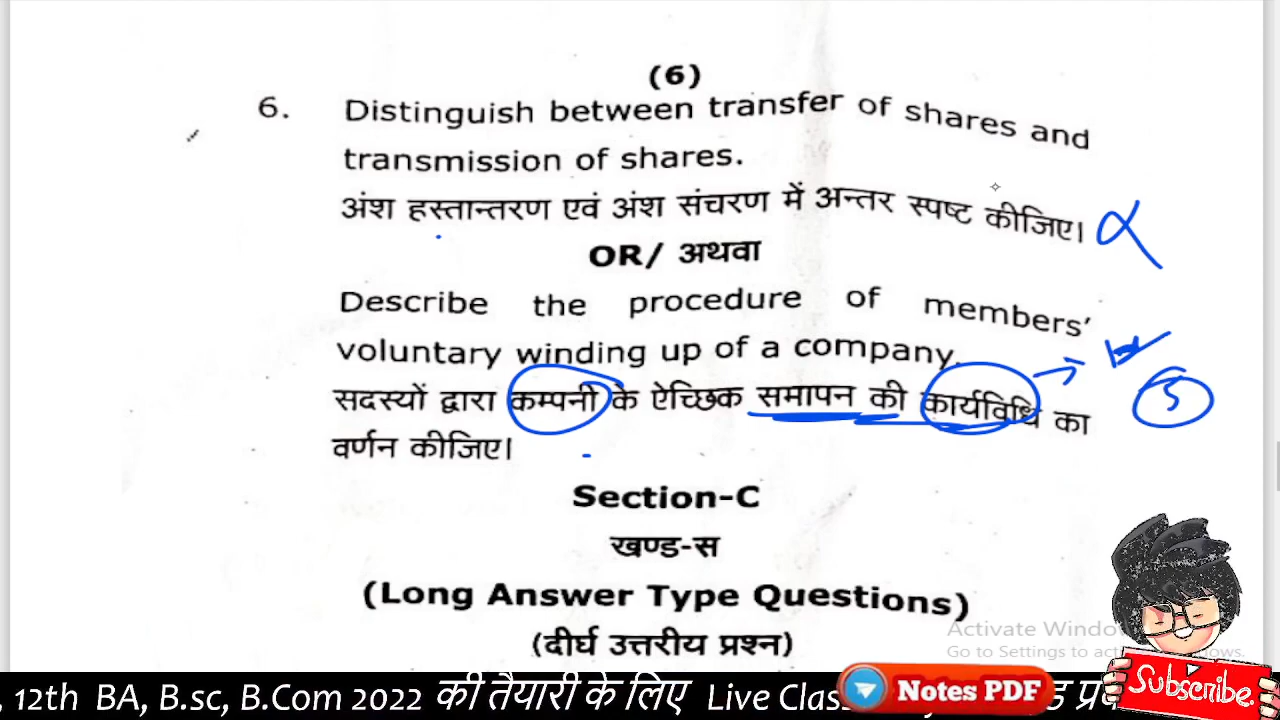 (6)
6. Distinguish between transfer of shares and
transmission of shares.
अंश हस्तान्तरण एवं अंश संचरण में अन्तर स्पष्ट कीजिए।
OR/ अथवा
Describe the procedure of members'
voluntary winding up of a company.
सदस्यों द्वारा कम्पनी के ऐच्छिक समापन की कार्यविधि का
5
वर्णन कीजिए।
Section-C
खण्ड-स
(Long Answer Type Questions)
(दीर्घ उत्तरीय प्रश्न)
Activate Windo
Go to Settings to act windows.
12th BA, B.sc, B.Com 2022 की तैयारी के लिए Live Clas
Notes PDF
Subscribe.